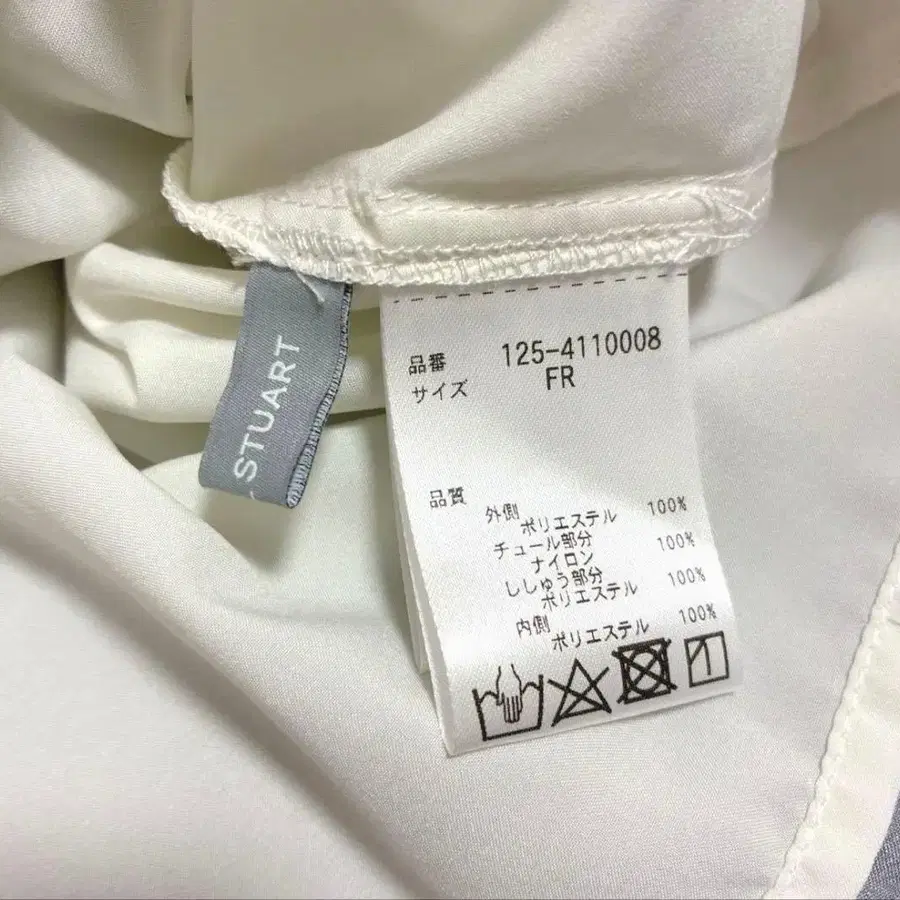 STUART
品番 125-4110008
サイズ FR
品質
外側
ポリエステル 100%
チュール部分
ナイロン 100%
ししゅう部分
ポリエステル 100%
内側
ポリエステル 100%